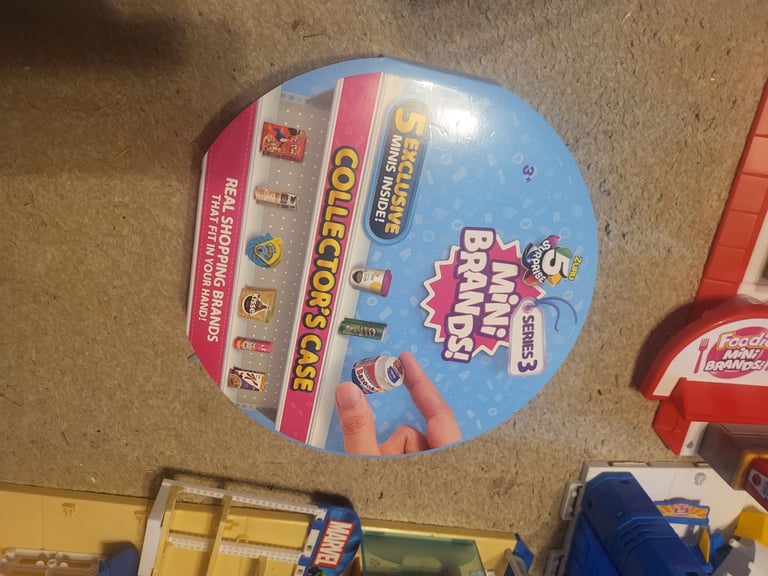 ZURU
5
SURPRISE
MINI
BRANDS!
SERIES 3
3+
5 EXCLUSIVE
MINIS INSIDE!
COLLECTOR'S CASE
REAL SHOPPING BRANDS
THAT FIT IN YOUR HAND!
Foodie
MINI
BRANDS!
MARVEL